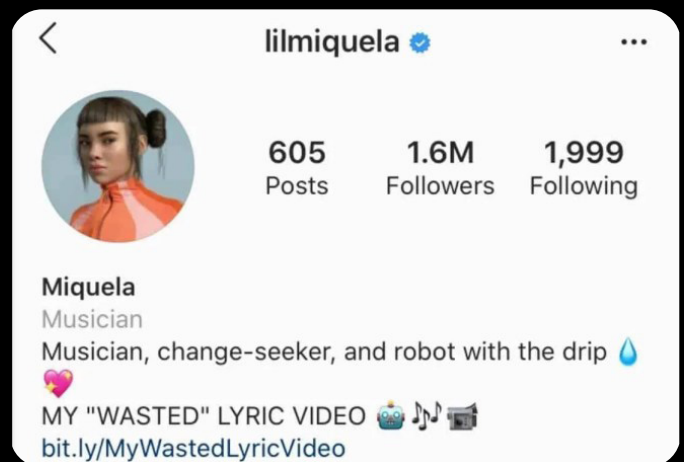 lilmiquela
605 1.6M 1,999
Posts Followers Following
Miquela
Musician
Musician, change-seeker, and robot with the drip 💧
💖
MY "WASTED" LYRIC VIDEO 🤖🎶📹
bit.ly/MyWastedLyricVideo